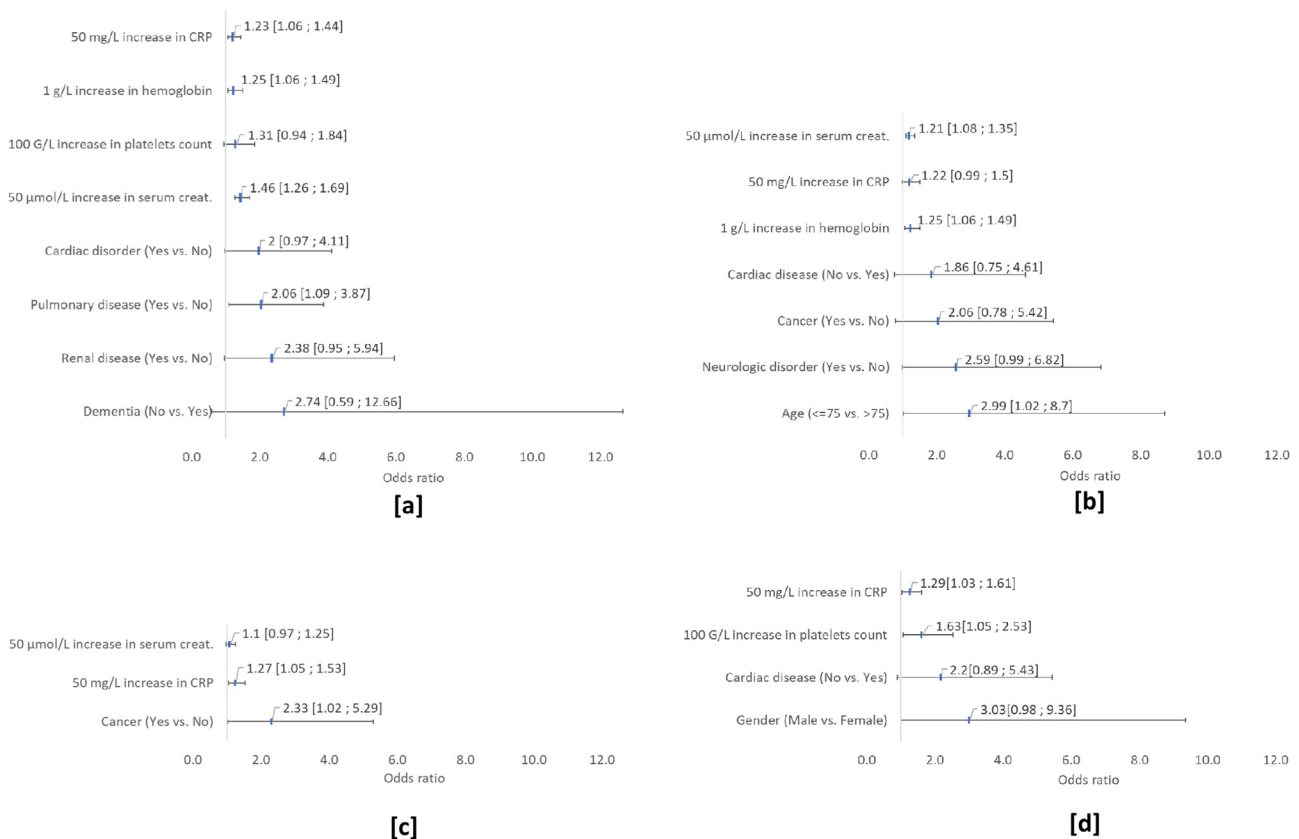 50 mg/L increase in CRP 1.23 [1.06 ; 1.44]
1 g/L increase in hemoglobin 1.25 [1.06 ; 1.49]
100 G/L increase in platelets count 1.31 [0.94 ; 1.84]
50 µmol/L increase in serum creat. 1.46 [1.26 ; 1.69]
Cardiac disorder (Yes vs. No) 2 [0.97 ; 4.11]
Pulmonary disease (Yes vs. No) 2.06 [1.09 ; 3.87]
Renal disease (Yes vs. No) 2.38 [0.95 ; 5.94]
Dementia (No vs. Yes) 2.74 [0.59 ; 12.66]
0.0 2.0 4.0 6.0 8.0 10.0 12.0
Odds ratio
[a]
50 µmol/L increase in serum creat. 1.21 [1.08 ; 1.35]
50 mg/L increase in CRP 1.22 [0.99 ; 1.5]
1 g/L increase in hemoglobin 1.25 [1.06 ; 1.49]
Cardiac disease (No vs. Yes) 1.86 [0.75 ; 4.61]
Cancer (Yes vs. No) 2.06 [0.78 ; 5.42]
Neurologic disorder (Yes vs. No) 2.59 [0.99 ; 6.82]
Age (<=75 vs. >75) 2.99 [1.02 ; 8.7]
0.0 2.0 4.0 6.0 8.0 10.0 12.0
Odds ratio
[b]
50 µmol/L increase in serum creat. 1.1 [0.97 ; 1.25]
50 mg/L increase in CRP 1.27 [1.05 ; 1.53]
Cancer (Yes vs. No) 2.33 [1.02 ; 5.29]
0.0 2.0 4.0 6.0 8.0 10.0 12.0
Odds ratio
[c]
50 mg/L increase in CRP 1.29[1.03 ; 1.61]
100 G/L increase in platelets count 1.63[1.05 ; 2.53]
Cardiac disease (No vs. Yes) 2.2[0.89 ; 5.43]
Gender (Male vs. Female) 3.03[0.98 ; 9.36]
0.0 2.0 4.0 6.0 8.0 10.0 12.0
Odds ratio
[d]